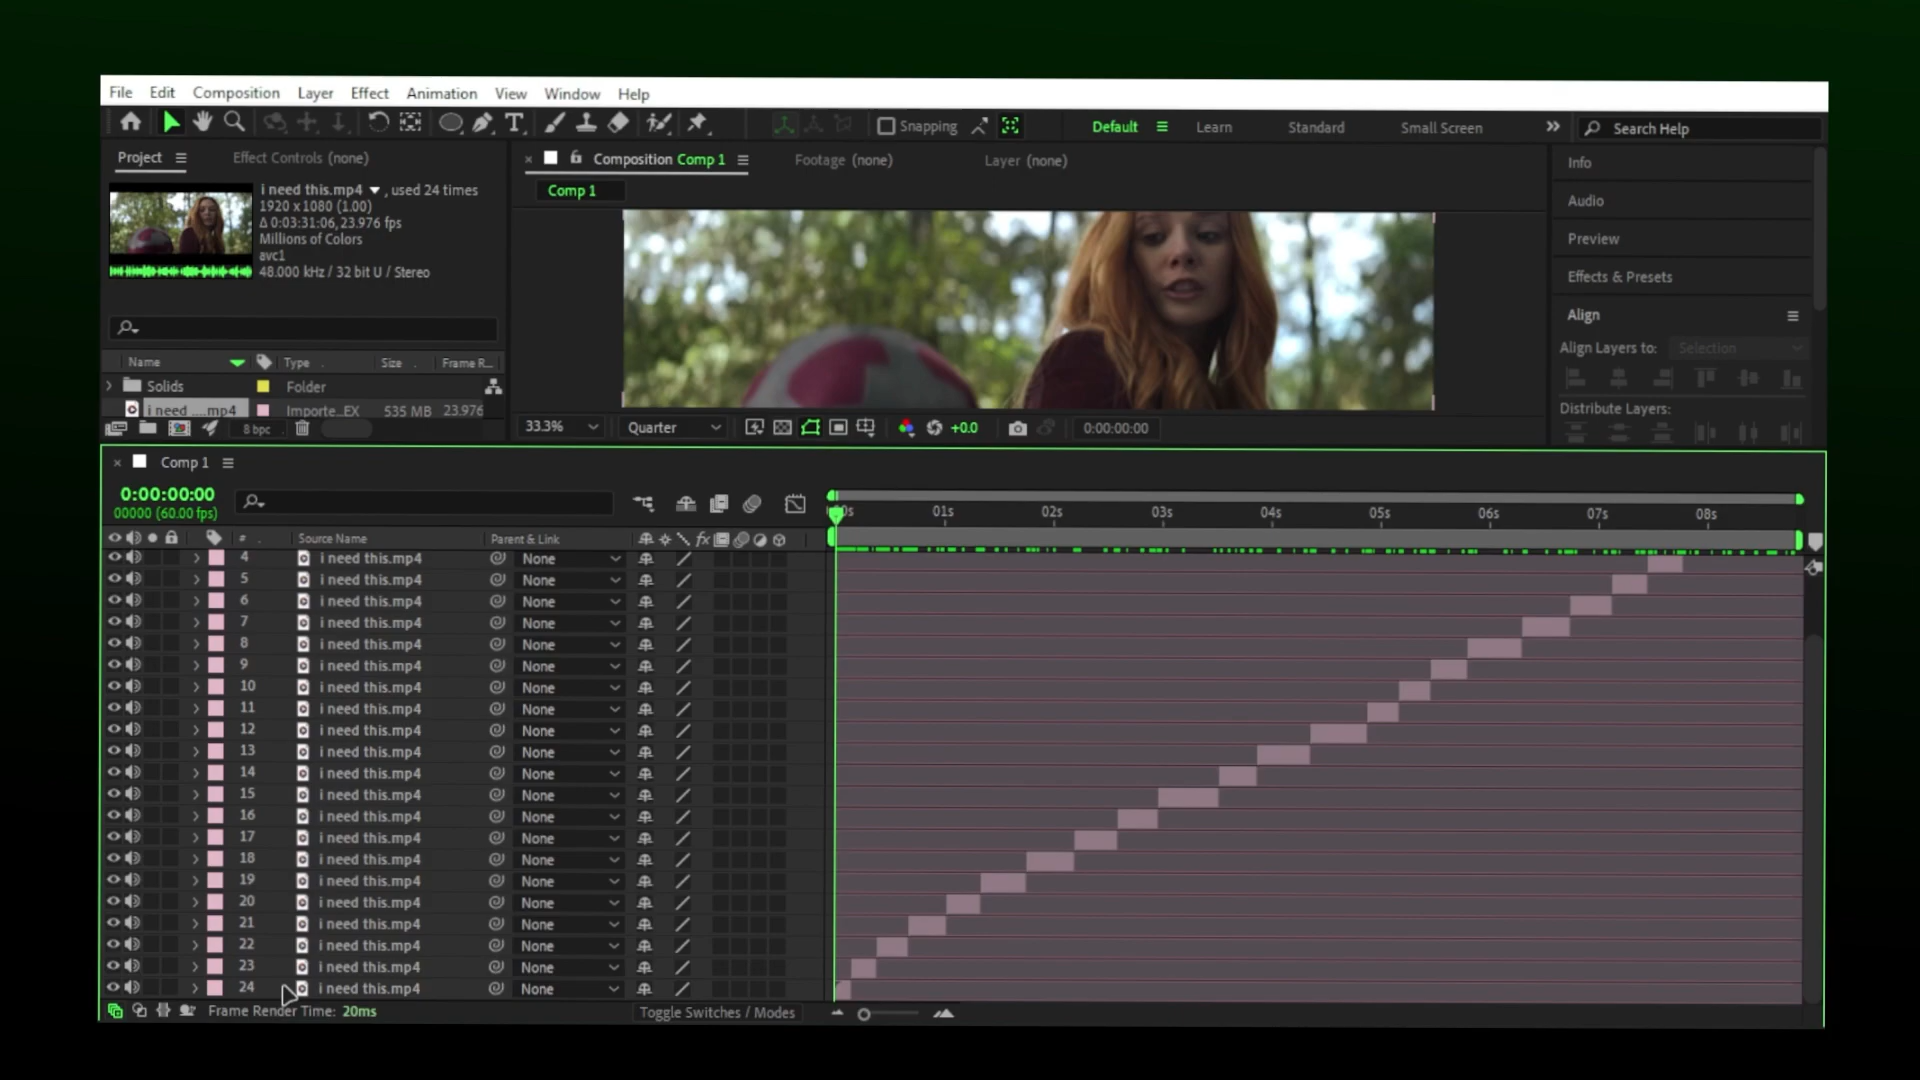 File Edit Composition Layer Effect Animation View Window Help
Snapping Default Learn Standard Small Screen Search Help
Project Effect Controls (none) Composition Comp 1 Footage (none) Layer (none) Info
i need this.mp4 , used 24 times
1920 x 1080 (1.00)
Δ 0:03:31:06, 23.976 fps
Millions of Colors
avc1
48.000 kHz / 32 bit U / Stereo
Comp 1
Audio
Preview
Effects & Presets
Align
Align Layers to: Selection
Distribute Layers:
Name Type Size Frame R...
Solids Folder
i need ....mp4 Importe...EX 535 MB 23.976
8 bpc
33.3% Quarter +0.0 0:00:00:00
Comp 1
0:00:00:00
00000 (60.00 fps)
01s 02s 03s 04s 05s 06s 07s 08s
# Source Name Parent & Link fx
4 i need this.mp4 None
5 i need this.mp4 None
6 i need this.mp4 None
7 i need this.mp4 None
8 i need this.mp4 None
9 i need this.mp4 None
10 i need this.mp4 None
11 i need this.mp4 None
12 i need this.mp4 None
13 i need this.mp4 None
14 i need this.mp4 None
15 i need this.mp4 None
16 i need this.mp4 None
17 i need this.mp4 None
18 i need this.mp4 None
19 i need this.mp4 None
20 i need this.mp4 None
21 i need this.mp4 None
22 i need this.mp4 None
23 i need this.mp4 None
24 i need this.mp4 None
Frame Render Time: 20ms Toggle Switches / Modes